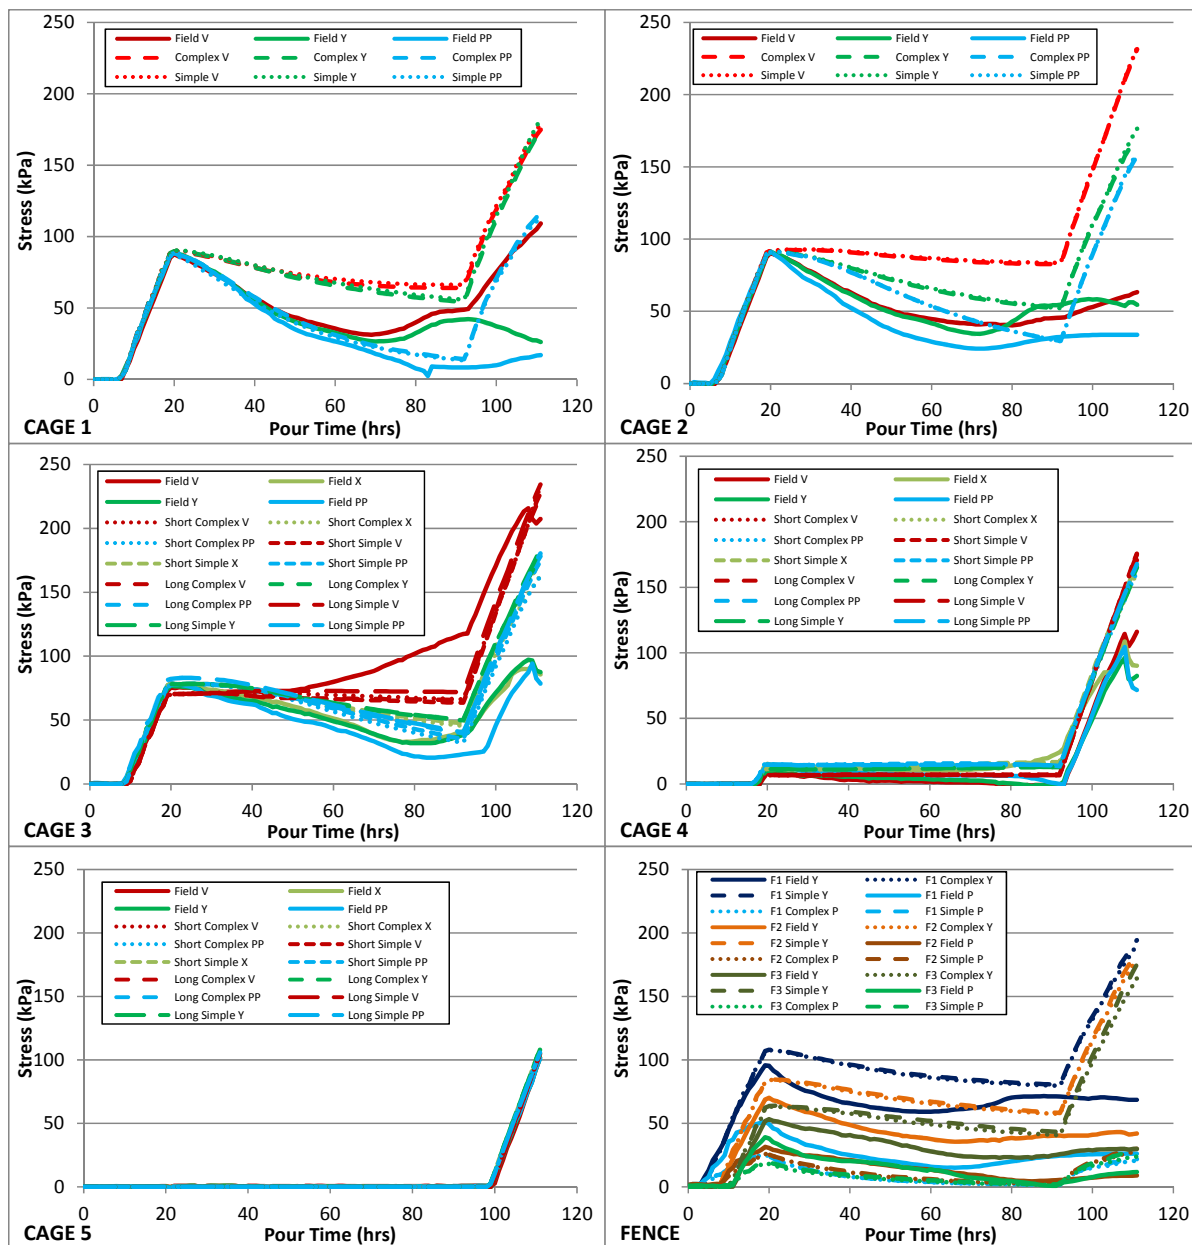 250
200
150
100
50
0
Stress (kPa)
Field V Field Y Field PP
Complex V Complex Y Complex PP
Simple V Simple Y Simple PP
0 20 40 60 80 100 120
CAGE 1 Pour Time (hrs)
250
200
150
100
50
0
Stress (kPa)
Field V Field Y Field PP
Complex V Complex Y Complex PP
Simple V Simple Y Simple PP
0 20 40 60 80 100 120
CAGE 2 Pour Time (hrs)
250
200
150
100
50
0
Stress (kPa)
Field V Field X
Field Y Field PP
Short Complex V Short Complex X
Short Complex PP Short Simple V
Short Simple X Short Simple PP
Long Complex V Long Complex Y
Long Complex PP Long Simple V
Long Simple Y Long Simple PP
0 20 40 60 80 100 120
CAGE 3 Pour Time (hrs)
250
200
150
100
50
0
Stress (kPa)
Field V Field X
Field Y Field PP
Short Complex V Short Complex X
Short Complex PP Short Simple V
Short Simple X Short Simple PP
Long Complex V Long Complex Y
Long Complex PP Long Simple V
Long Simple Y Long Simple PP
0 20 40 60 80 100 120
CAGE 4 Pour Time (hrs)
250
200
150
100
50
0
Stress (kPa)
Field V Field X
Field Y Field PP
Short Complex V Short Complex X
Short Complex PP Short Simple V
Short Simple X Short Simple PP
Long Complex V Long Complex Y
Long Complex PP Long Simple V
Long Simple Y Long Simple PP
0 20 40 60 80 100 120
CAGE 5 Pour Time (hrs)
250
200
150
100
50
0
Stress (kPa)
F1 Field Y F1 Complex Y
F1 Simple Y F1 Field P
F1 Complex P F1 Simple P
F2 Field Y F2 Complex Y
F2 Simple Y F2 Field P
F2 Complex P F2 Simple P
F3 Field Y F3 Complex Y
F3 Simple Y F3 Field P
F3 Complex P F3 Simple P
0 20 40 60 80 100 120
FENCE Pour Time (hrs)